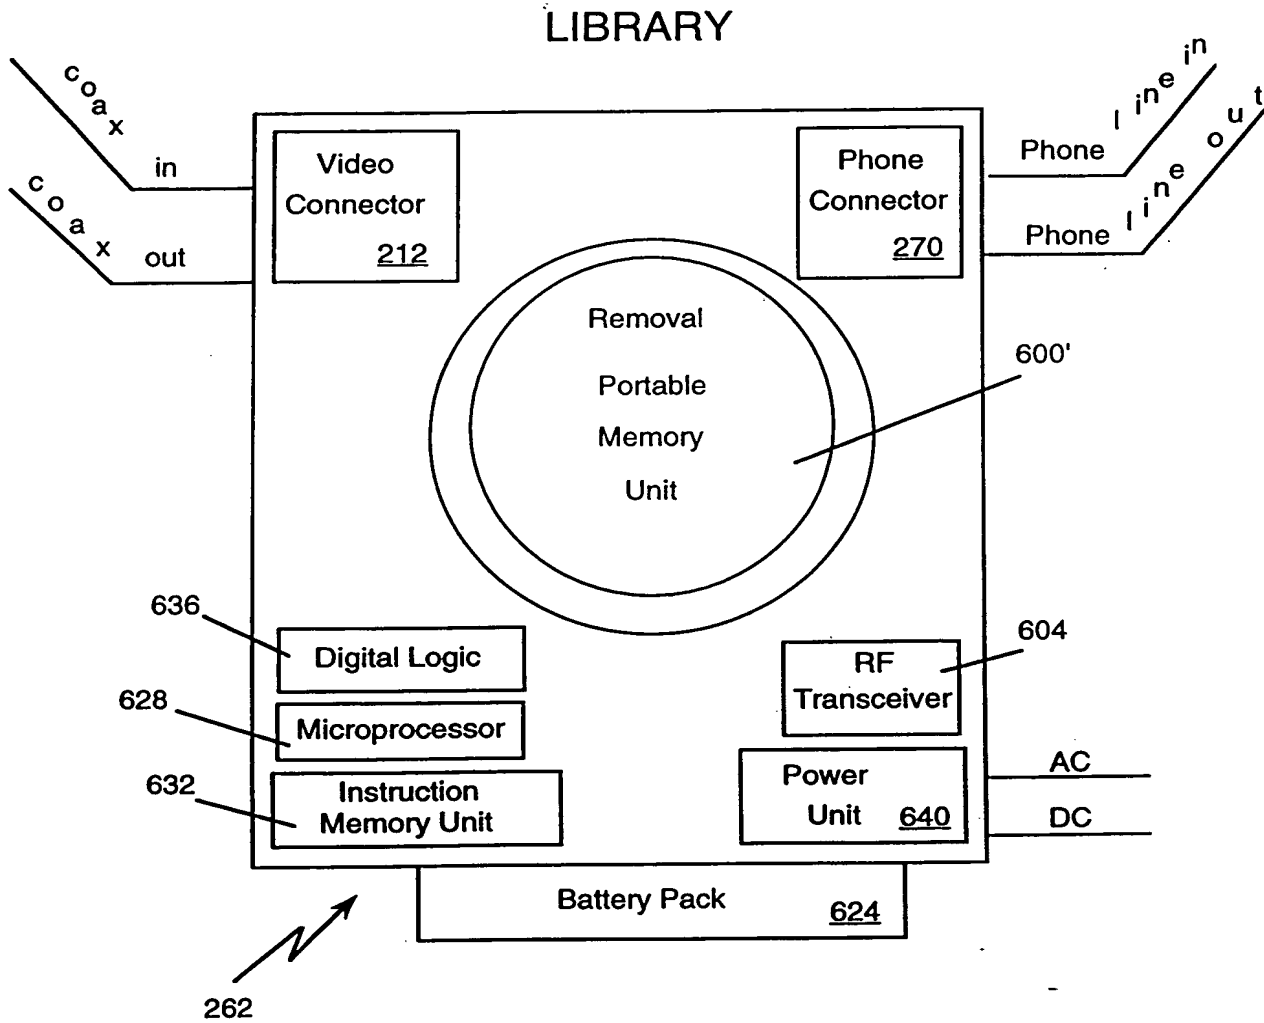 LIBRARY
coax in
coax out
Video
Connector
212
Phone
Connector
270
Phone line in
Phone line out
Removal
Portable
Memory
Unit
600'
636
Digital Logic
628
Microprocessor
632
Instruction
Memory Unit
604
RF
Transceiver
Power
Unit 640
AC
DC
Battery Pack 624
262